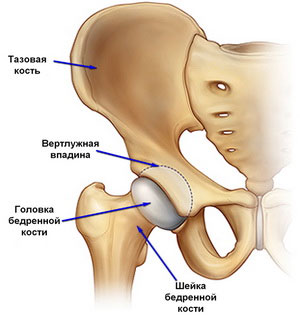 Тазовая
кость
Вертлужная
впадина
Головка
бедренной
кости
Шейка
бедренной кости